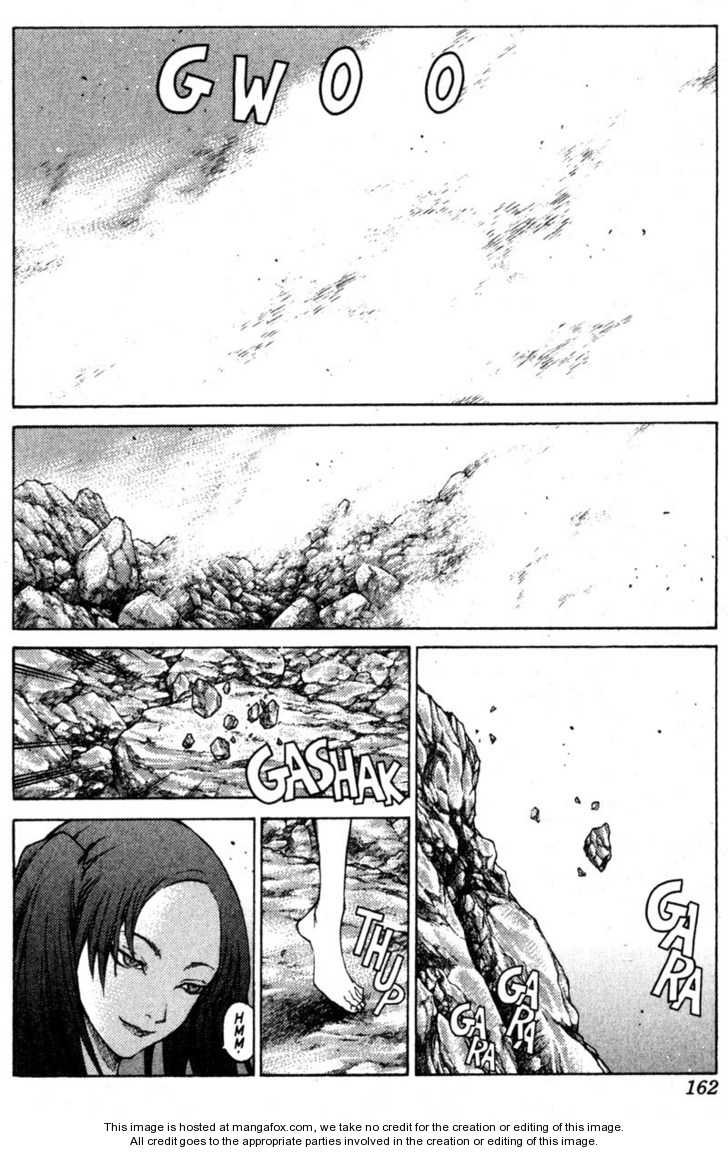 GWOO
GASHAK
GARA
GARA
GARA
THUP
HMM.
162
This image is hosted at mangafox.com, we take no credit for the creation or editing of this image.
All credit goes to the appropriate parties involved in the creation or editing of this image.